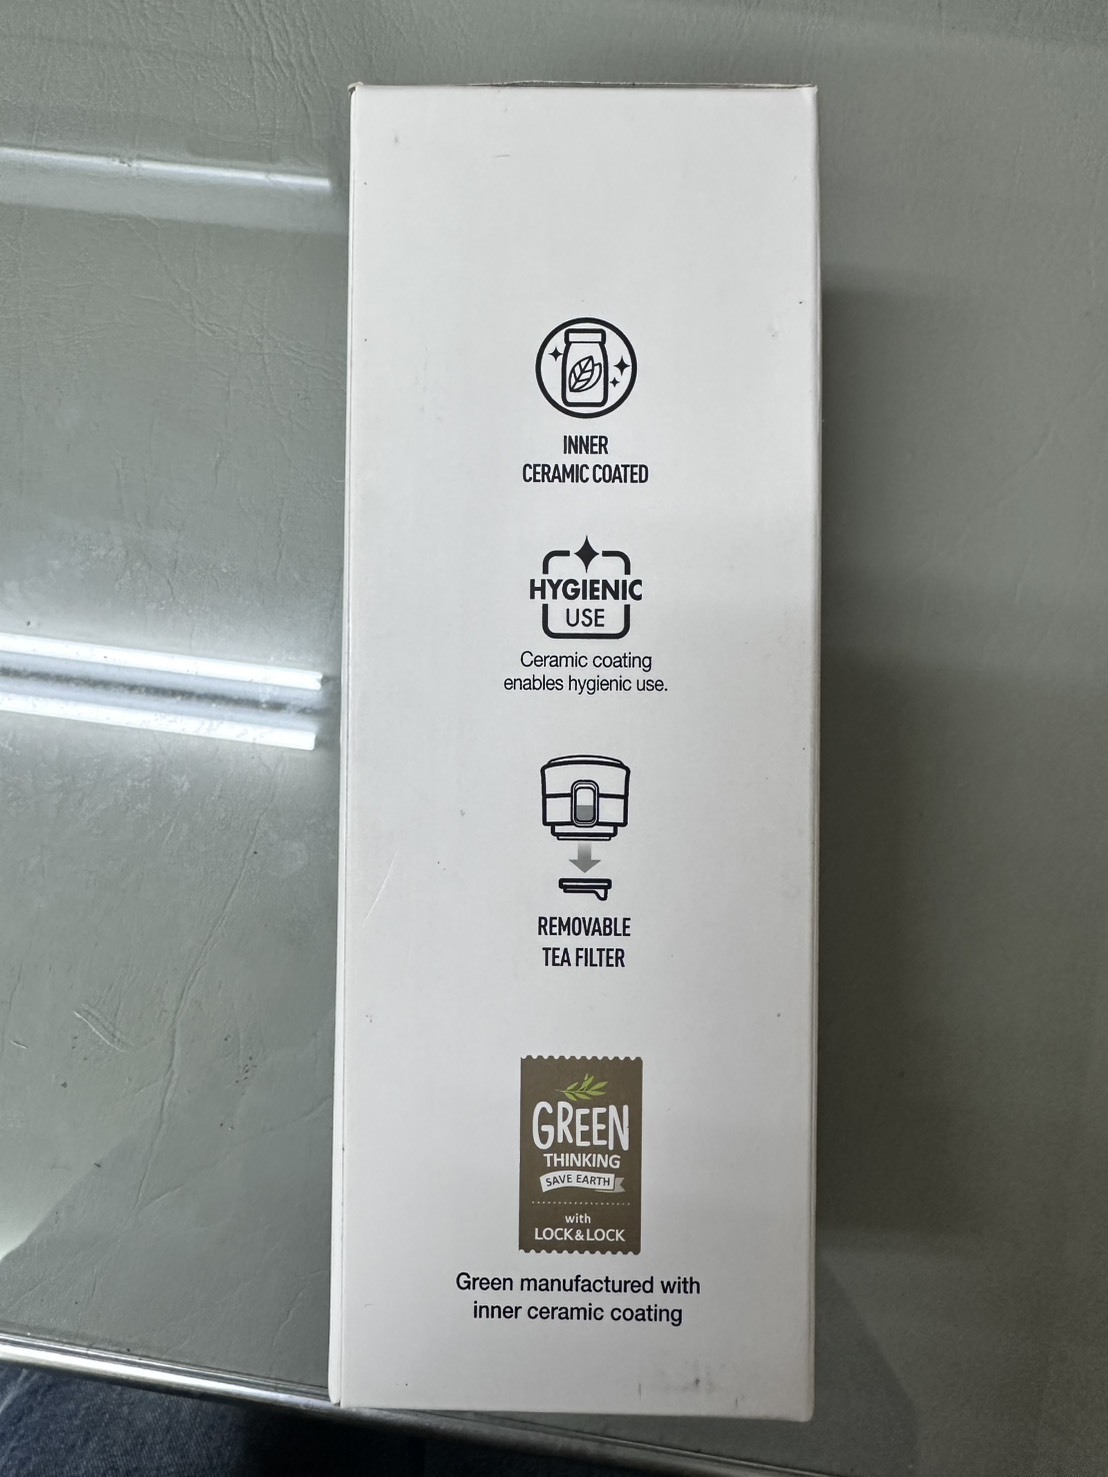 INNER
CERAMIC COATED
HYGIENIC
USE
Ceramic coating
enables hygienic use.
REMOVABLE
TEA FILTER
GREEN
THINKING
SAVE EARTH
with
LOCK&LOCK
Green manufactured with
inner ceramic coating